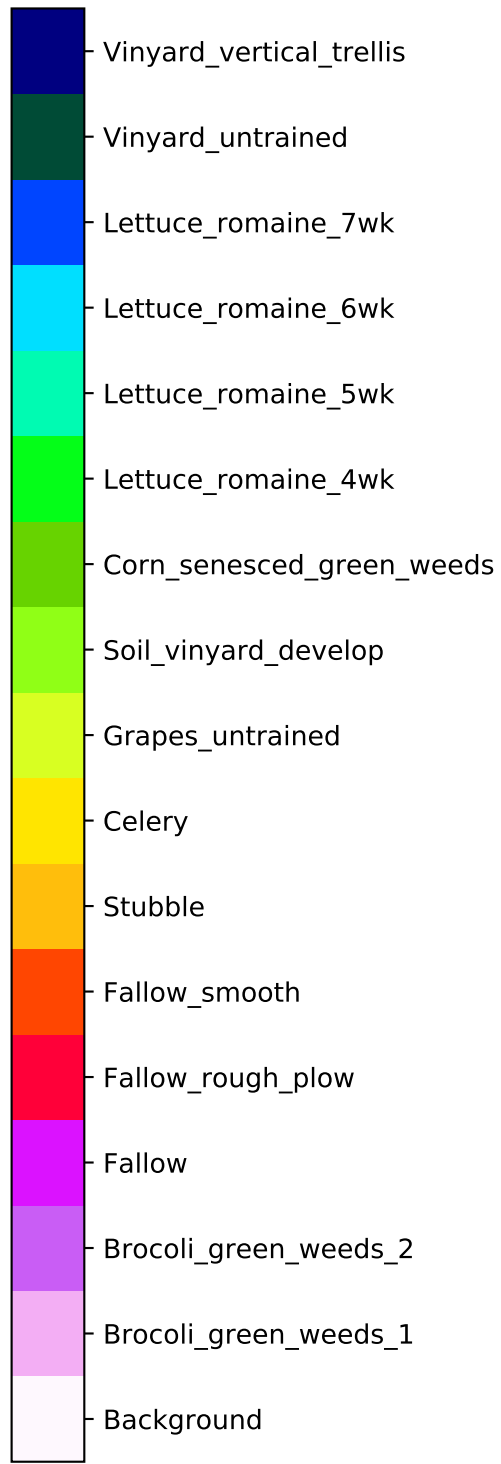 Vinyard_vertical_trellis
Vinyard_untrained
Lettuce_romaine_7wk
Lettuce_romaine_6wk
Lettuce_romaine_5wk
Lettuce_romaine_4wk
Corn_senesced_green_weeds
Soil_vinyard_develop
Grapes_untrained
Celery
Stubble
Fallow_smooth
Fallow_rough_plow
Fallow
Brocoli_green_weeds_2
Brocoli_green_weeds_1
Background